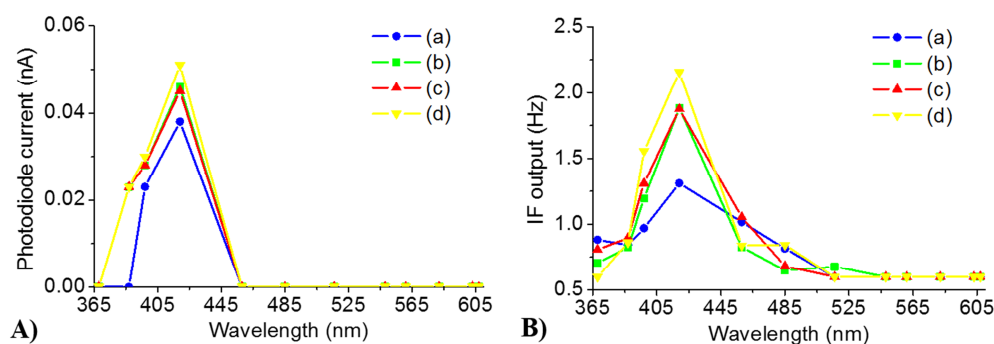 0.06
0.04
0.02
0.00
Photodiode current (nA)
(a)
(b)
(c)
(d)
365 405 445 485 525 565 605
Wavelength (nm)
A)
2.5
2.0
1.5
1.0
0.5
IF output (Hz)
(a)
(b)
(c)
(d)
365 405 445 485 525 565 605
Wavelength (nm)
B)